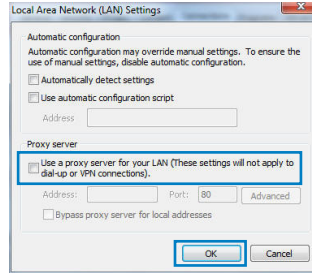 Local Area Network (LAN) Settings
Automatic configuration
Automatic configuration may override manual settings. To ensure the
use of manual settings, disable automatic configuration.
Automatically detect settings
Use automatic configuration script
Address
Proxy server
Use a proxy server for your LAN (These settings will not apply to
dial-up or VPN connections).
Address: Port: 80 Advanced
Bypass proxy server for local addresses
OK Cancel